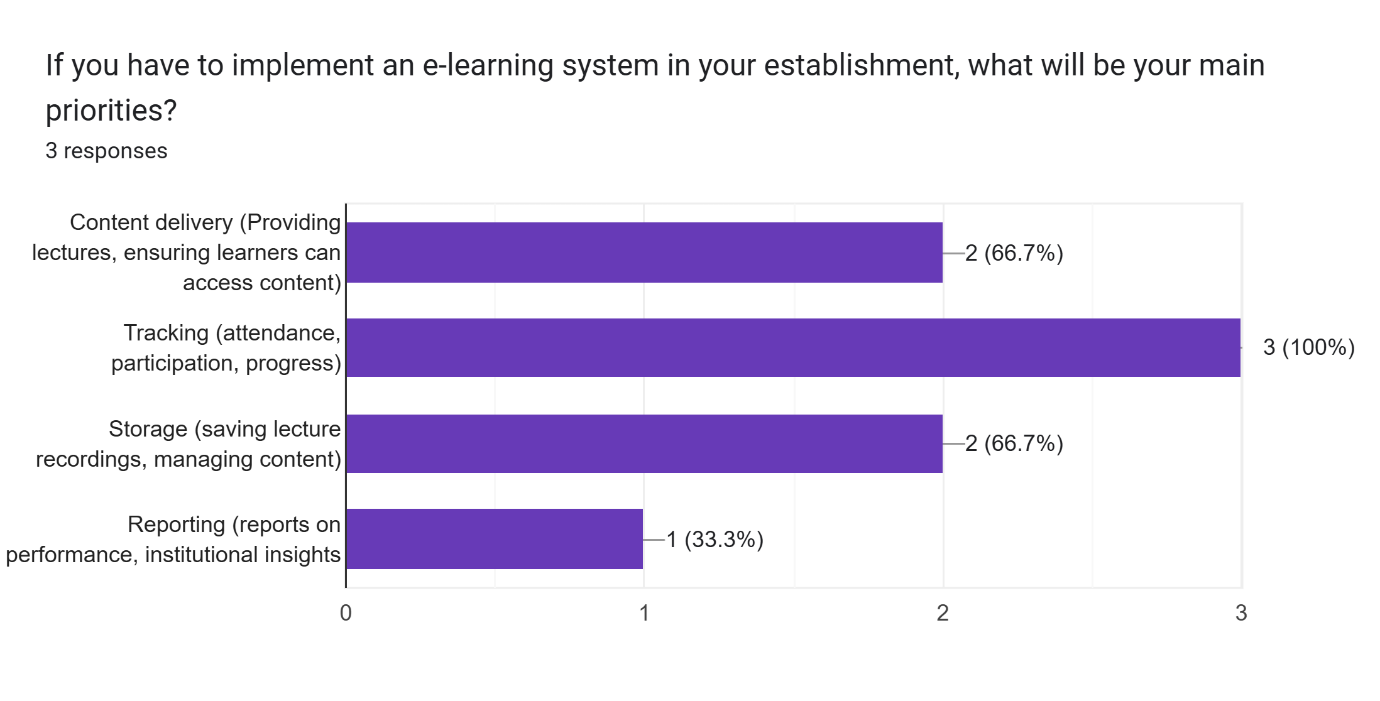 If you have to implement an e-learning system in your establishment, what will be your main
priorities?
3 responses
Content delivery (Providing
lectures, ensuring learners can
access content)
2 (66.7%)
Tracking (attendance,
participation, progress)
3 (100%)
Storage (saving lecture
recordings, managing content)
2 (66.7%)
Reporting (reports on
performance, institutional insights
1 (33.3%)
0 1 2 3